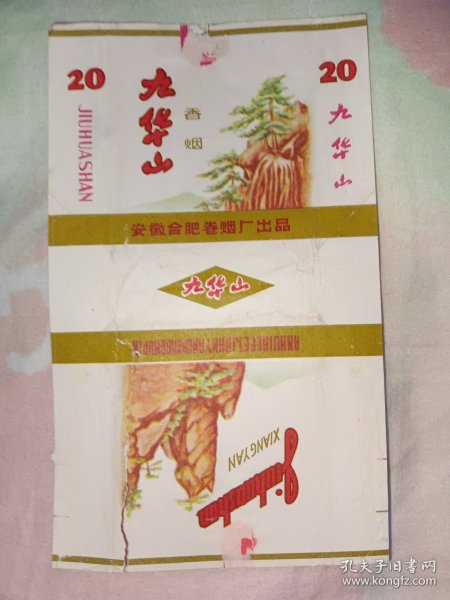 20
20
JIUHUASHAN
九华山
香烟
九华山
安徽合肥卷烟厂出品
九华山
ANHUIHEFEIJUANYANCHANGCHUPIN
XIANGYAN
Jiuhuashan
孔夫子旧书网
www.kongfz.com